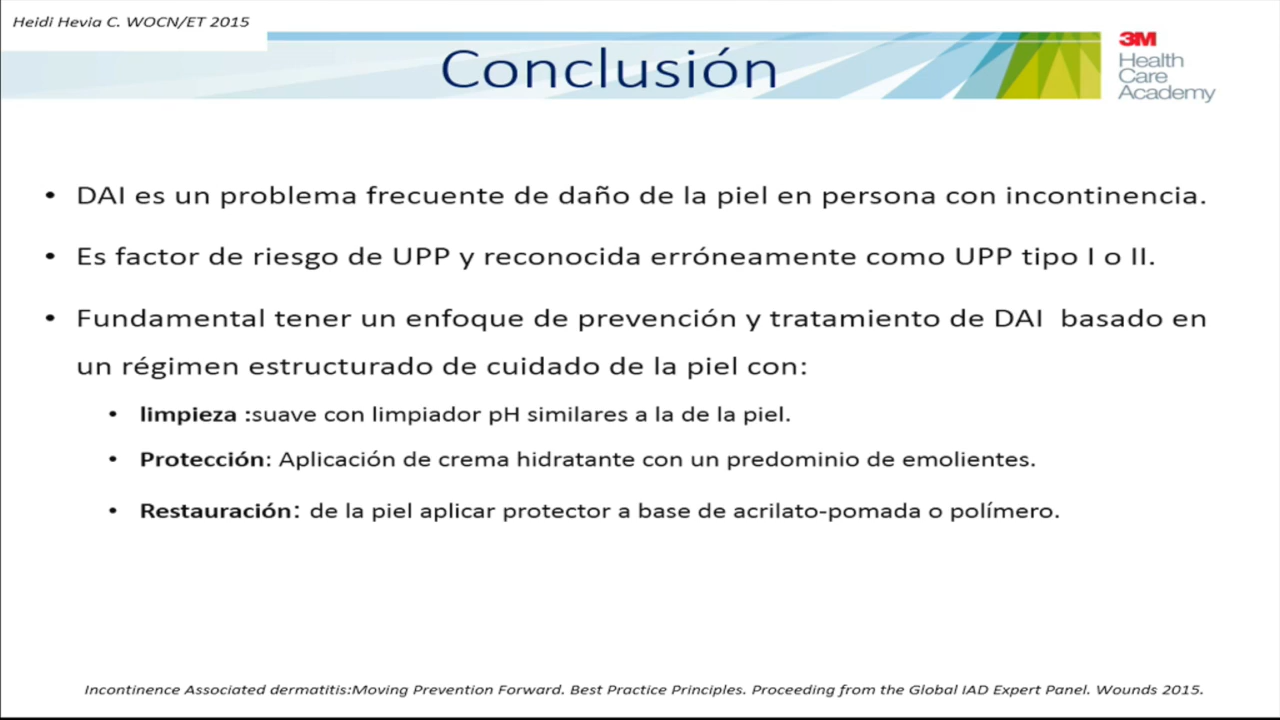 Heidi Hevia C. WOCN/ET 2015
Conclusión
3M
Health
Care
Academy
• DAI es un problema frecuente de daño de la piel en persona con incontinencia.
• Es factor de riesgo de UPP y reconocida erróneamente como UPP tipo I o II.
• Fundamental tener un enfoque de prevención y tratamiento de DAI  basado en
un régimen estructurado de cuidado de la piel con:
• limpieza :suave con limpiador pH similares a la de la piel.
• Protección: Aplicación de crema hidratante con un predominio de emolientes.
• Restauración: de la piel aplicar protector a base de acrilato-pomada o polímero.
Incontinence Associated dermatitis:Moving Prevention Forward. Best Practice Principles. Proceeding from the Global IAD Expert Panel. Wounds 2015.